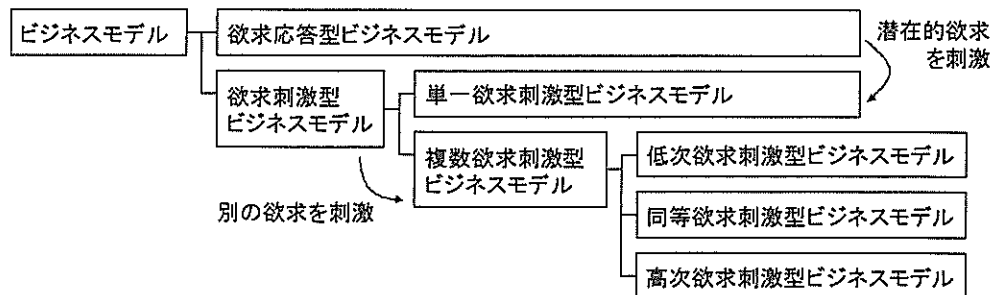 ビジネスモデル
欲求応答型ビジネスモデル
潜在的欲求
を刺激
欲求刺激型
ビジネスモデル
単一欲求刺激型ビジネスモデル
複数欲求刺激型
ビジネスモデル
低次欲求刺激型ビジネスモデル
別の欲求を刺激
同等欲求刺激型ビジネスモデル
高次欲求刺激型ビジネスモデル